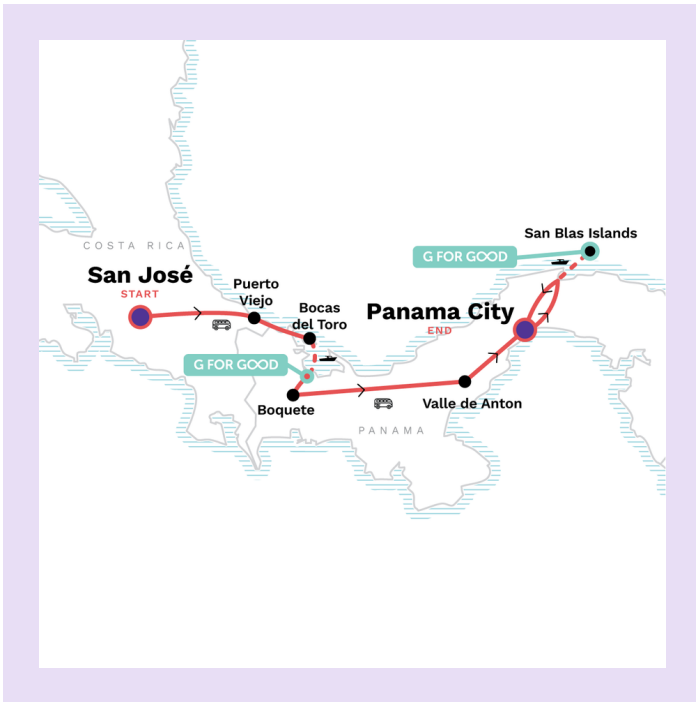 San Blas Islands
G FOR GOOD
COSTA RICA
San José
START
Puerto
Viejo
Bocas
del Toro
Panama City
END
G FOR GOOD
Boquete
Valle de Anton
PANAMA